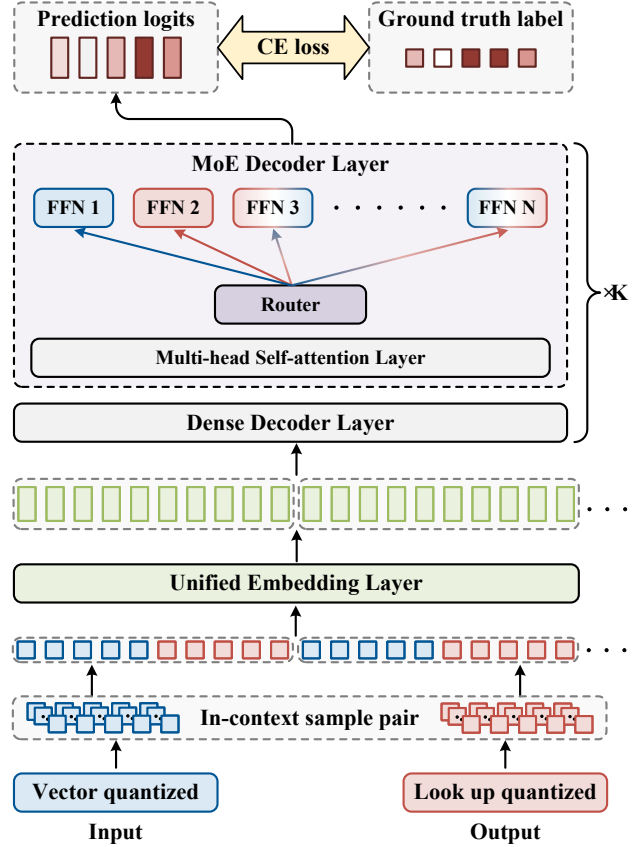 Prediction logits
CE loss
Ground truth label
MoE Decoder Layer
FFN 1
FFN 2
FFN 3
· · · · · ·
FFN N
Router
×K
Multi-head Self-attention Layer
Dense Decoder Layer
· · ·
Unified Embedding Layer
· · ·
In-context sample pair
Vector quantized
Look up quantized
Input
Output